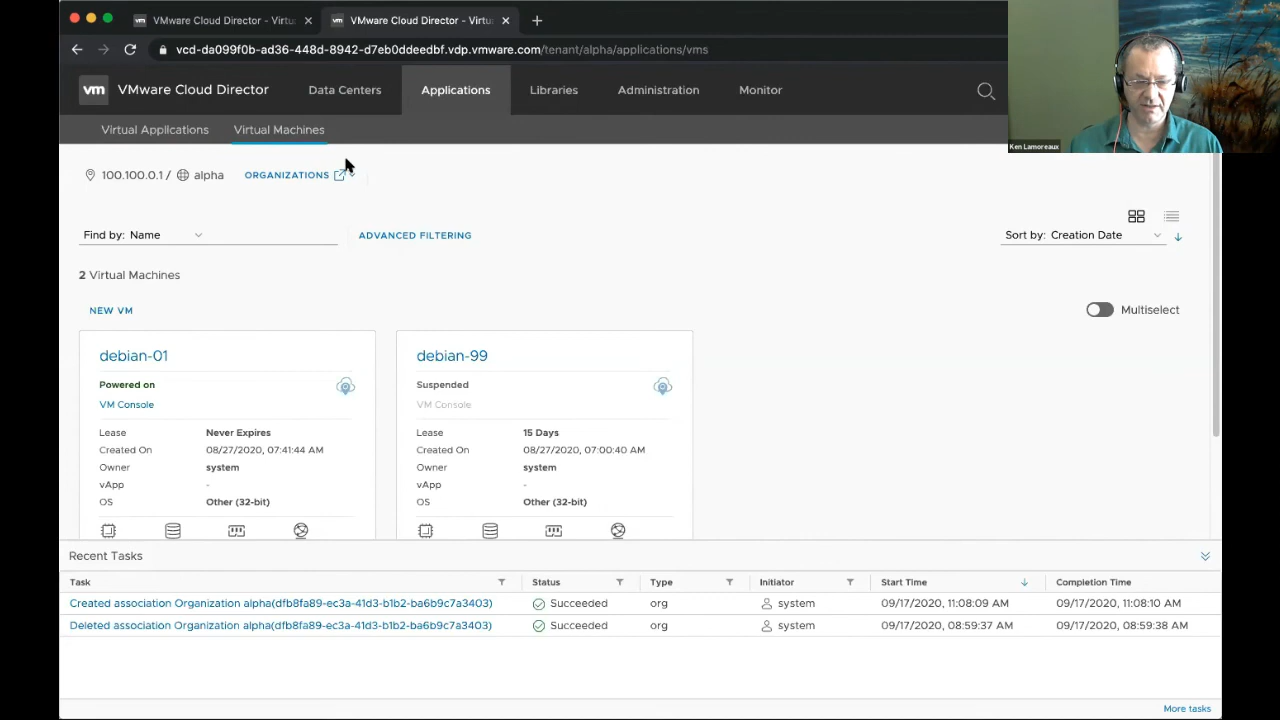 VMware Cloud Director - Virtu
VMware Cloud Director - Virtu
vcd-da099f0b-ad36-448d-8942-d7eb0ddeedbf.vdp.vmware.com/tenant/alpha/applications/vms
vm VMware Cloud Director Data Centers Applications Libraries Administration Monitor
Ken Lamoreaux
Virtual Applications Virtual Machines
100.100.0.1 / alpha ORGANIZATIONS
Find by: Name ADVANCED FILTERING Sort by: Creation Date
2 Virtual Machines
NEW VM Multiselect
debian-01
Powered on
VM Console
Lease Never Expires
Created On 08/27/2020, 07:41:44 AM
Owner system
vApp -
OS Other (32-bit)
debian-99
Suspended
VM Console
Lease 15 Days
Created On 08/27/2020, 07:00:40 AM
Owner system
vApp -
OS Other (32-bit)
Recent Tasks
Task Status Type Initiator Start Time Completion Time
Created association Organization alpha(dfb8fa89-ec3a-41d3-b1b2-ba6b9c7a3403) Succeeded org system 09/17/2020, 11:08:09 AM 09/17/2020, 11:08:10 AM
Deleted association Organization alpha(dfb8fa89-ec3a-41d3-b1b2-ba6b9c7a3403) Succeeded org system 09/17/2020, 08:59:37 AM 09/17/2020, 08:59:38 AM
More tasks